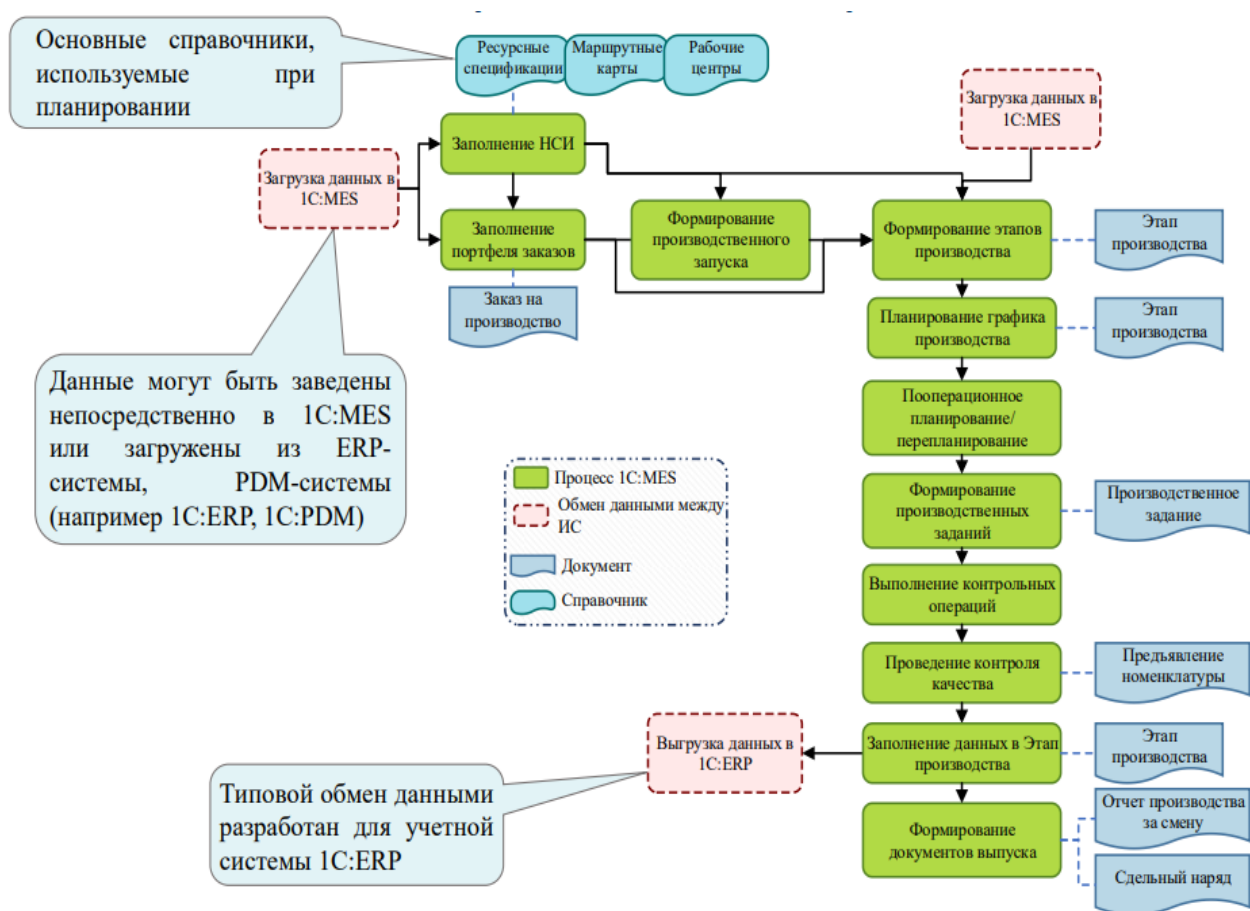 Основные справочники,
используемые при
планировании
Ресурсные
спецификации
Маршрутные
карты
Рабочие
центры
Загрузка данных в
1С:MES
Заполнение НСИ
Загрузка данных в
1С:MES
Заполнение
портфеля заказов
Формирование
производственного
запуска
Формирование этапов
производства
Этап
производства
Заказ на
производство
Планирование графика
производства
Этап
производства
Данные могут быть заведены
непосредственно в 1С:MES
или загружены из ERP-
системы, PDM-системы
(например 1С:ERP, 1С:PDM)
Пооперационное
планирование/
перепланирование
Процесс 1С:MES
Обмен данными между
ИС
Документ
Справочник
Формирование
производственных
заданий
Производственное
задание
Выполнение контрольных
операций
Проведение контроля
качества
Предъявление
номенклатуры
Выгрузка данных в
1С:ERP
Заполнение данных в Этап
производства
Этап
производства
Типовой обмен данными
разработан для учетной
системы 1С:ERP
Формирование
документов выпуска
Отчет производства
за смену
Сдельный наряд